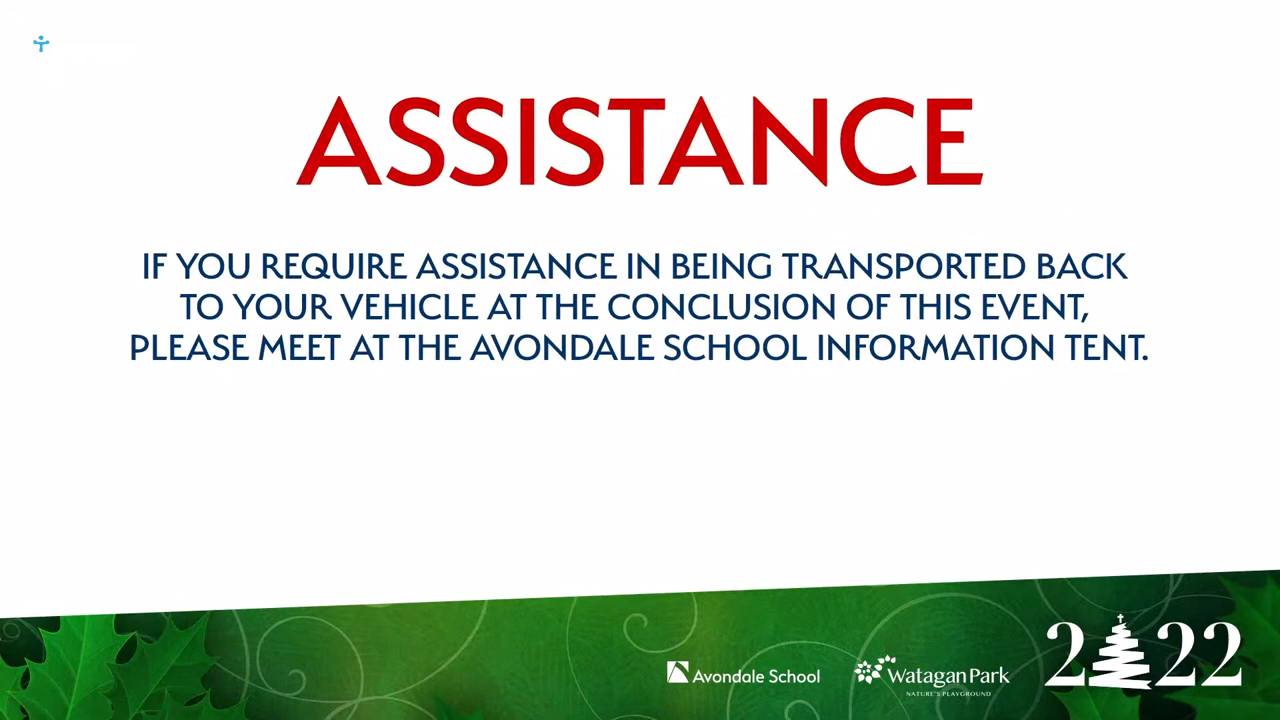 ASSISTANCE
IF YOU REQUIRE ASSISTANCE IN BEING TRANSPORTED BACK
TO YOUR VEHICLE AT THE CONCLUSION OF THIS EVENT,
PLEASE MEET AT THE AVONDALE SCHOOL INFORMATION TENT.
Avondale School
Watagan Park
NATURE'S PLAYGROUND
2022